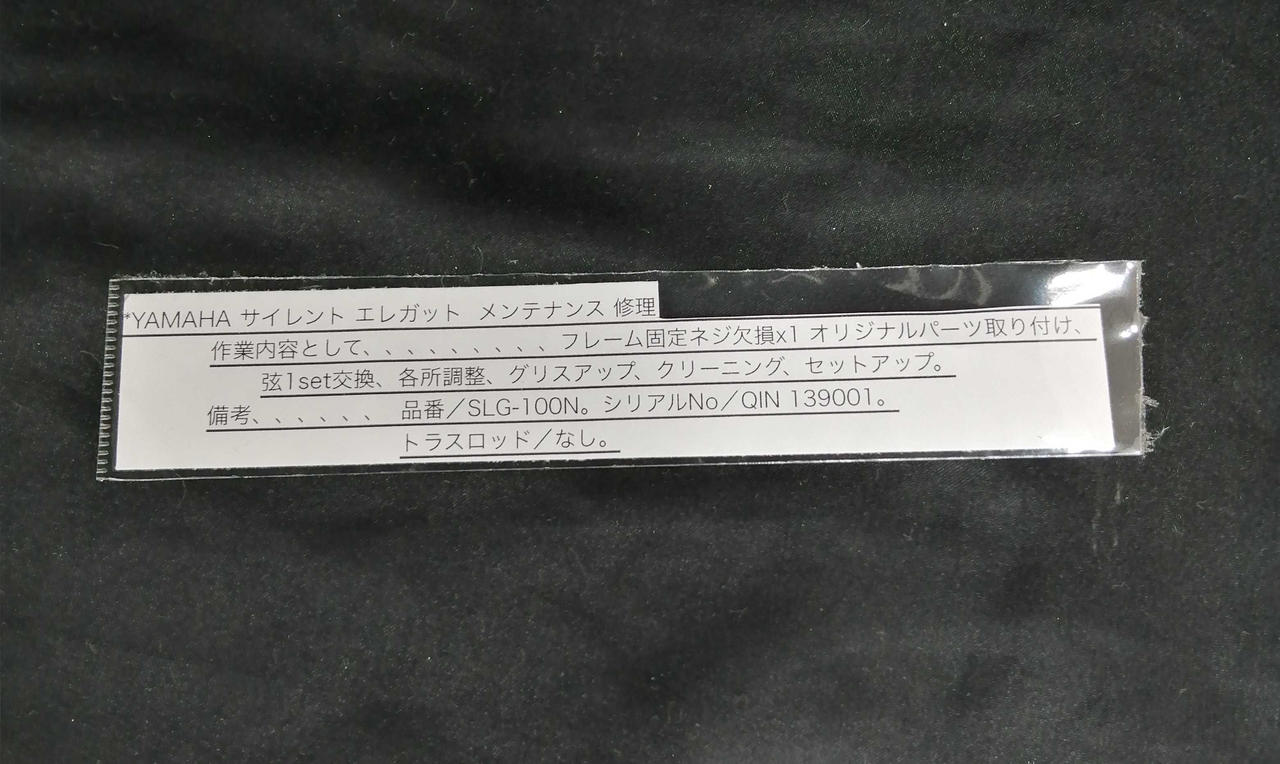 *YAMAHA サイレント エレガット メンテナンス 修理
作業内容として、、、、、、、、、フレーム固定ネジ欠損x1 オリジナルパーツ取り付け、
弦1set交換、各所調整、グリスアップ、クリーニング、セットアップ。
備考、、、、、、 品番／SLG-100N。シリアルNo／QIN 139001。
トラスロッド／なし。